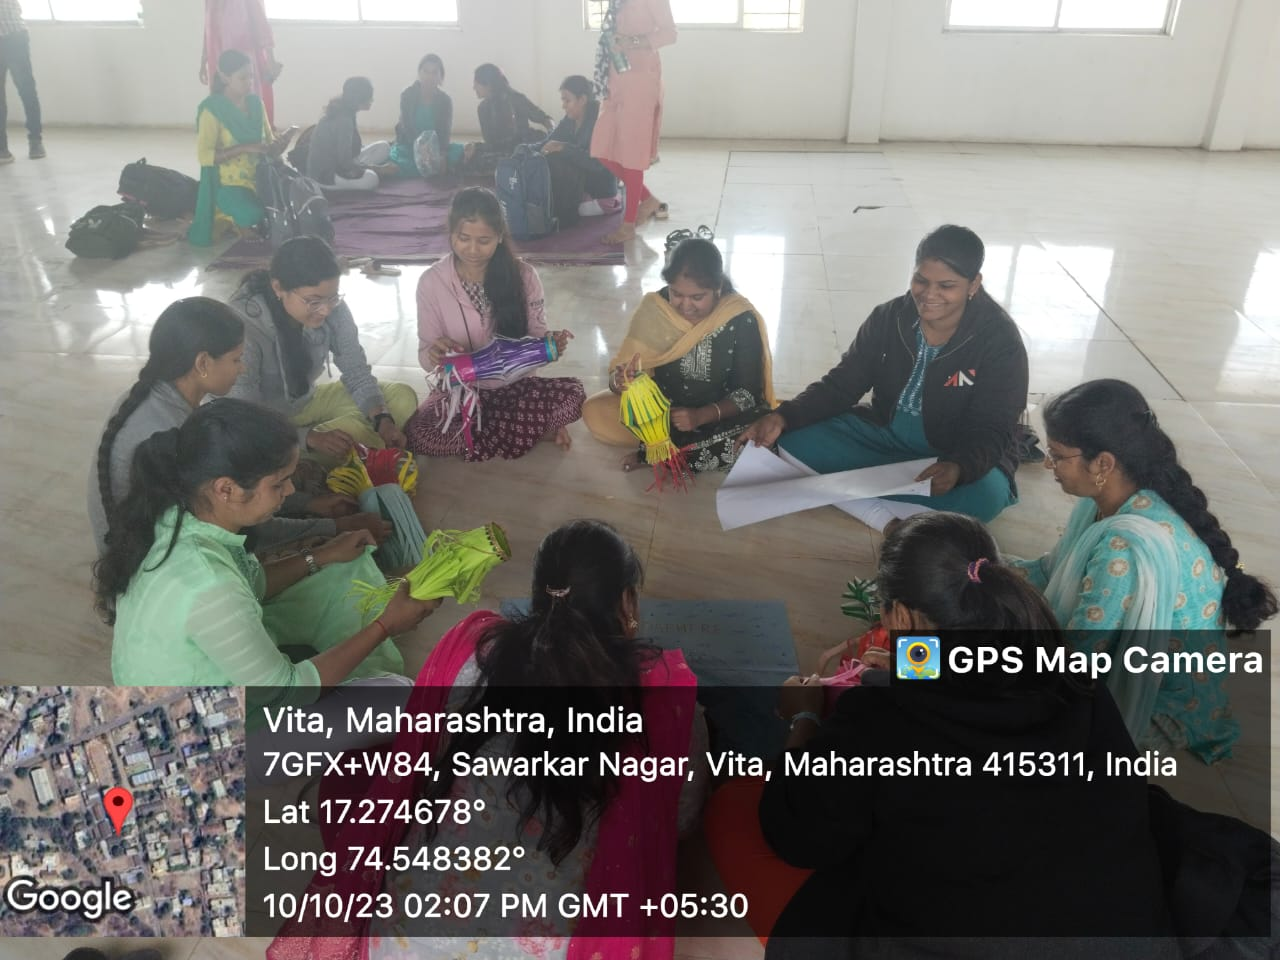 GPS Map Camera
Vita, Maharashtra, India
7GFX+W84, Sawarkar Nagar, Vita, Maharashtra 415311, India
Lat 17.274678°
Long 74.548382°
10/10/23 02:07 PM GMT +05:30
Google